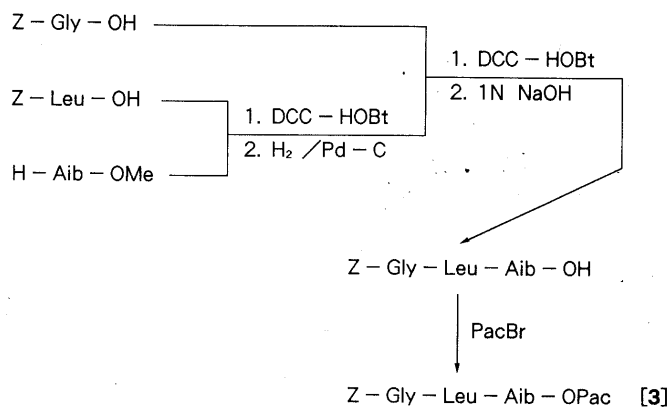 Z – Gly – OH
1. DCC – HOBt
2. 1N NaOH
Z – Leu – OH
1. DCC – HOBt
2. H₂ ／Pd – C
H – Aib – OMe
Z – Gly – Leu – Aib – OH
PacBr
Z – Gly – Leu – Aib – OPac [3]